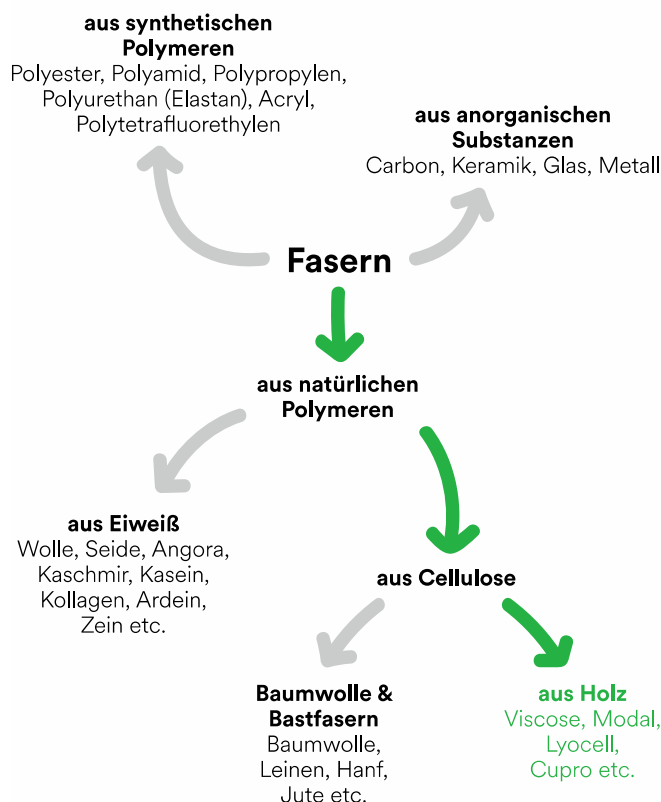 aus synthetischen
Polymeren
Polyester, Polyamid, Polypropylen,
Polyurethan (Elastan), Acryl,
Polytetrafluorethylen
aus anorganischen
Substanzen
Carbon, Keramik, Glas, Metall
Fasern
aus natürlichen
Polymeren
aus Eiweiß
Wolle, Seide, Angora,
Kaschmir, Kasein,
Kollagen, Ardein,
Zein etc.
aus Cellulose
Baumwolle &
Bastfasern
Baumwolle,
Leinen, Hanf,
Jute etc.
aus Holz
Viscose, Modal,
Lyocell,
Cupro etc.